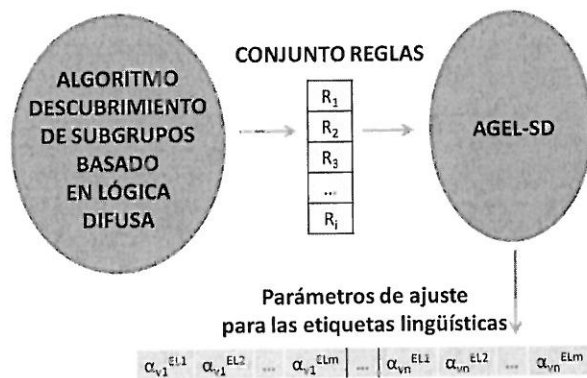 ALGORITMO
DESCUBRIMIENTO
DE SUBGRUPOS
BASADO
EN LÓGICA
DIFUSA
CONJUNTO REGLAS
R₁
R₂
R₃
...
Rᵢ
AGEL-SD
Parámetros de ajuste
para las etiquetas lingüísticas
αᵥ₁ᴱᴸ¹ αᵥ₁ᴱᴸ² ... αᵥ₁ᴱᴸᵐ ... αᵥₙᴱᴸ¹ αᵥₙᴱᴸ² ... αᵥₙᴱᴸᵐ